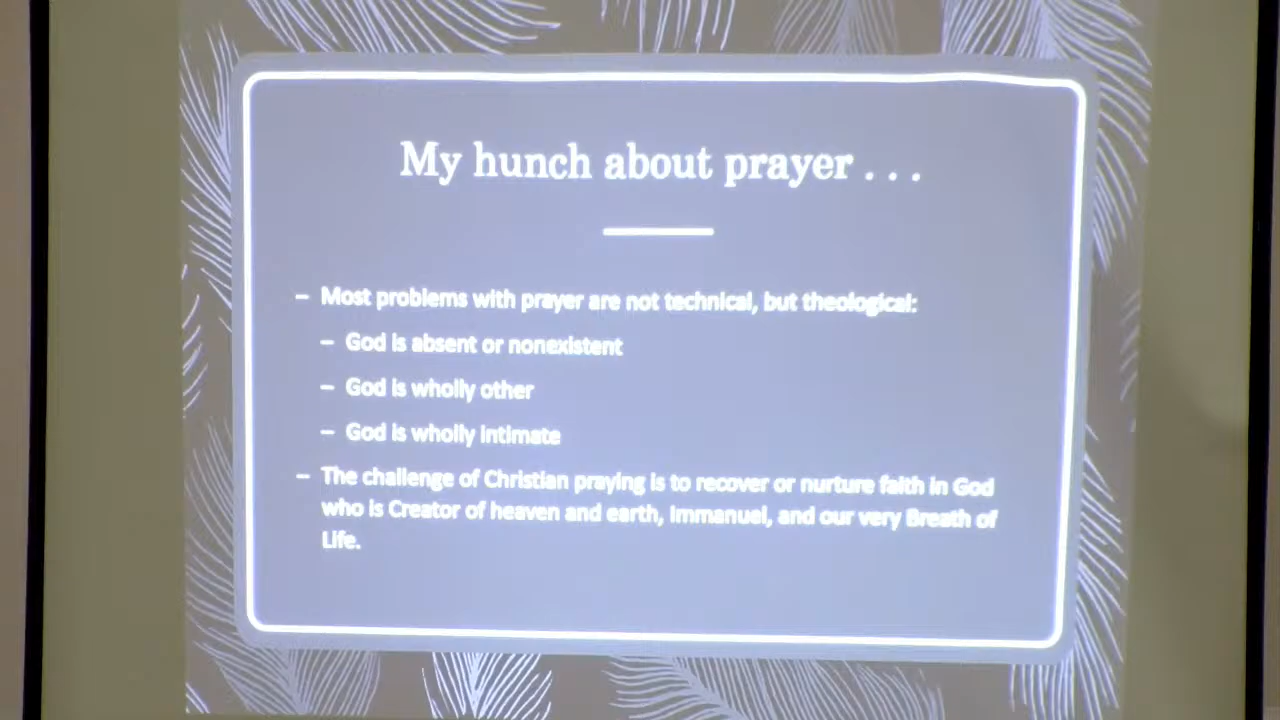 My hunch about prayer . . .
– Most problems with prayer are not technical, but theological:
– God is absent or nonexistent
– God is wholly other
– God is wholly intimate
– The challenge of Christian praying is to recover or nurture faith in God
who is Creator of heaven and earth, Immanuel, and our very Breath of
Life.